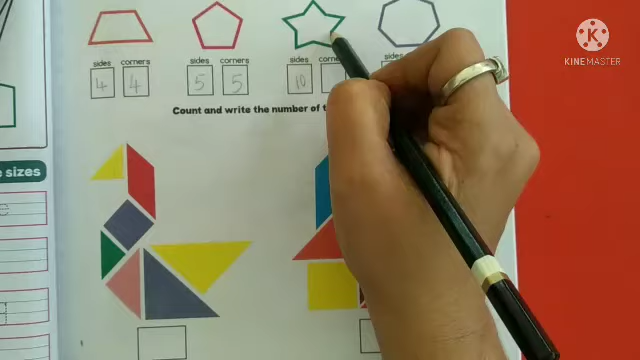 KINEMASTER
sides corners sides corners sides corne sides
4 4 5 5 10
Count and write the number of t
e sizes
e